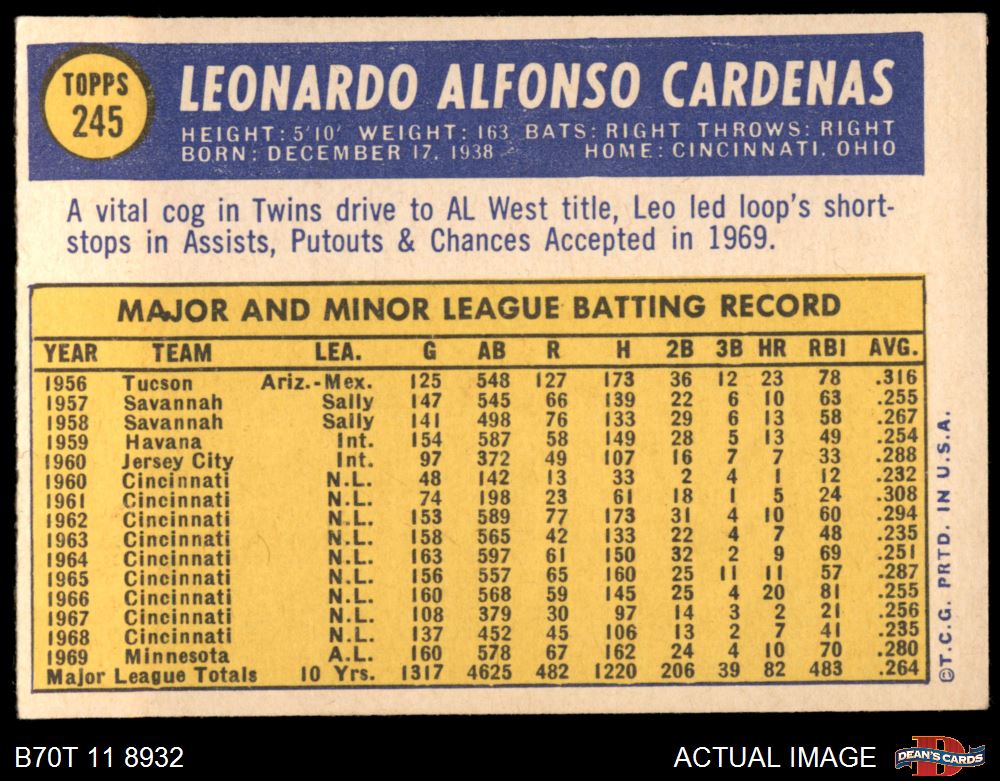 TOPPS
245
LEONARDO ALFONSO CARDENAS
HEIGHT: 5'10' WEIGHT: 163 BATS: RIGHT THROWS: RIGHT
BORN: DECEMBER 17, 1938 HOME: CINCINNATI, OHIO
A vital cog in Twins drive to AL West title, Leo led loop's short-
stops in Assists, Putouts & Chances Accepted in 1969.
MAJOR AND MINOR LEAGUE BATTING RECORD
YEAR TEAM LEA. G AB R H 2B 3B HR RBI AVG.
1956 Tucson Ariz.-Mex. 125 548 127 173 36 12 23 78 .316
1957 Savannah Sally 147 545 66 139 22 6 10 63 .255
1958 Savannah Sally 141 498 76 133 29 6 13 58 .267
1959 Havana Int. 154 587 58 149 28 5 13 49 .254
1960 Jersey City Int. 97 372 49 107 16 7 7 33 .288
1960 Cincinnati N.L. 48 142 13 33 2 4 1 12 .232
1961 Cincinnati N.L. 74 198 23 61 18 1 5 24 .308
1962 Cincinnati N.L. 153 589 77 173 31 4 10 60 .294
1963 Cincinnati N.L. 158 565 42 133 22 4 7 48 .235
1964 Cincinnati N.L. 163 597 61 150 32 2 9 69 .251
1965 Cincinnati N.L. 156 557 65 160 25 11 11 57 .287
1966 Cincinnati N.L. 160 568 59 145 25 4 20 81 .255
1967 Cincinnati N.L. 108 379 30 97 14 3 2 21 .256
1968 Cincinnati N.L. 137 452 45 106 13 2 7 41 .235
1969 Minnesota A.L. 160 578 67 162 24 4 10 70 .280
Major League Totals 10 Yrs. 1317 4625 482 1220 206 39 82 483 .264
©T.C.G. PRTD. IN U.S.A.
B70T 11 8932
ACTUAL IMAGE
DEAN'S CARDS